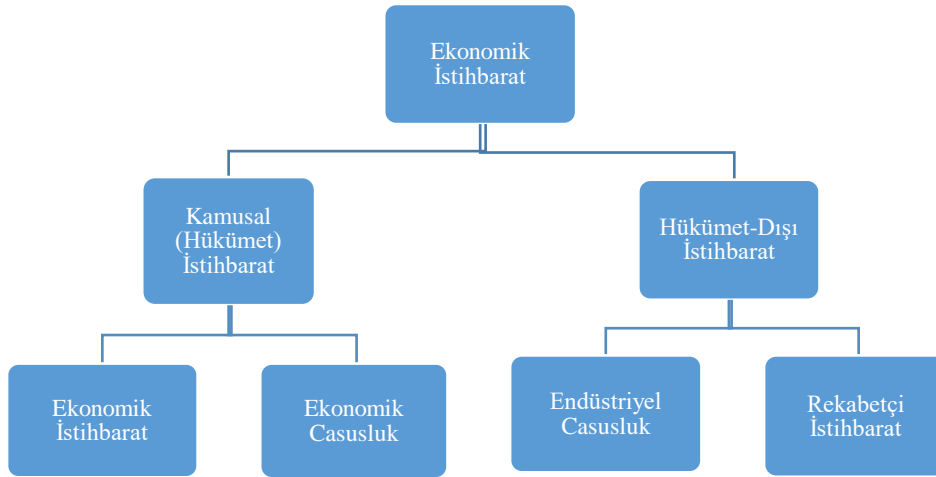 Ekonomik
İstihbarat
Kamusal
(Hükümet)
İstihbarat
Hükümet-Dışı
İstihbarat
Ekonomik
İstihbarat
Ekonomik
Casusluk
Endüstriyel
Casusluk
Rekabetçi
İstihbarat